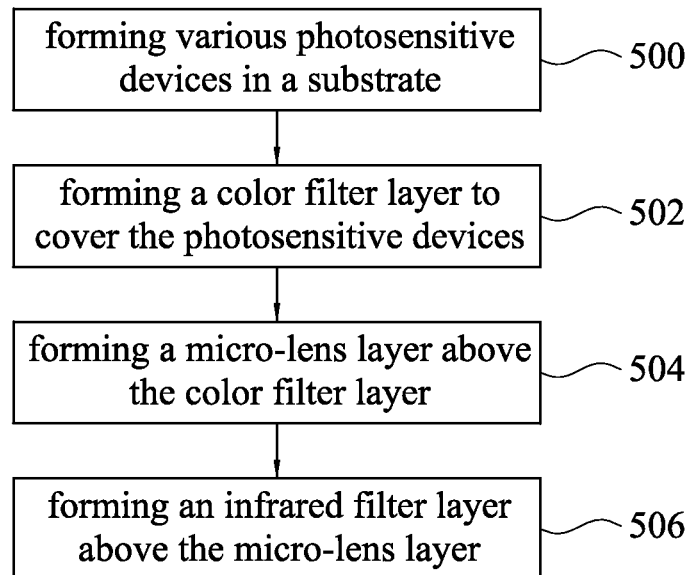 forming various photosensitive
devices in a substrate
500
forming a color filter layer to
cover the photosensitive devices
502
forming a micro-lens layer above
the color filter layer
504
forming an infrared filter layer
above the micro-lens layer
506